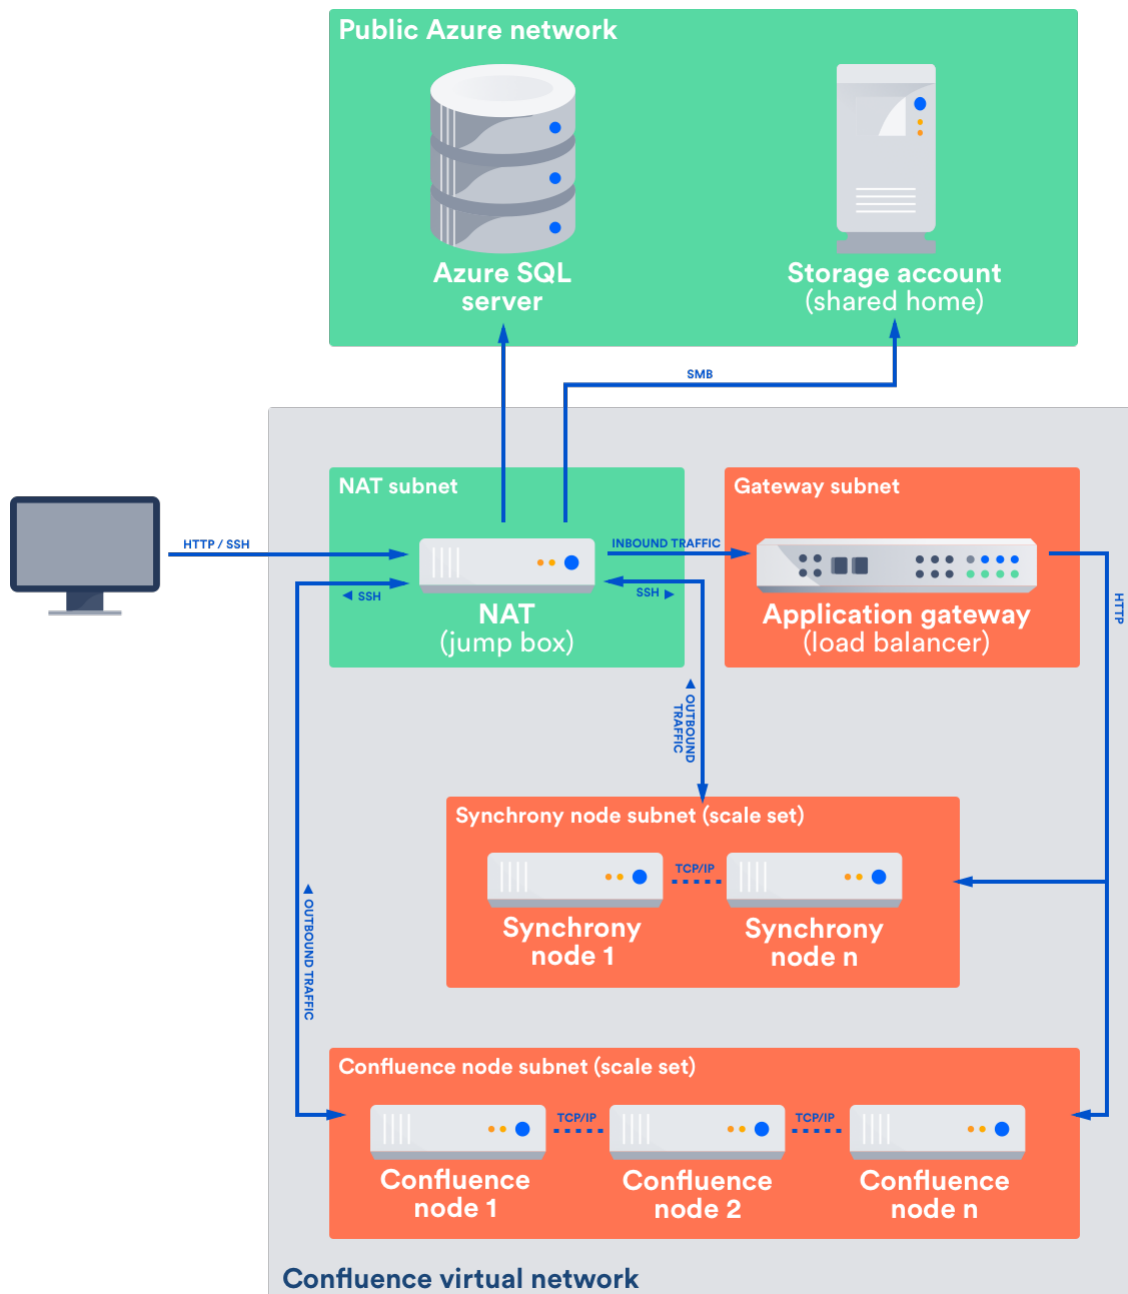 Public Azure network
Azure SQL
server
Storage account
(shared home)
SMB
NAT subnet
Gateway subnet
HTTP / SSH
INBOUND TRAFFIC
◀ SSH
SSH ▶
NAT
(jump box)
Application gateway
(load balancer)
HTTP
◀ OUTBOUND
TRAFFIC
Synchrony node subnet (scale set)
TCP/IP
Synchrony
node 1
Synchrony
node n
◀ OUTBOUND TRAFFIC
Confluence node subnet (scale set)
TCP/IP
TCP/IP
Confluence
node 1
Confluence
node 2
Confluence
node n
Confluence virtual network